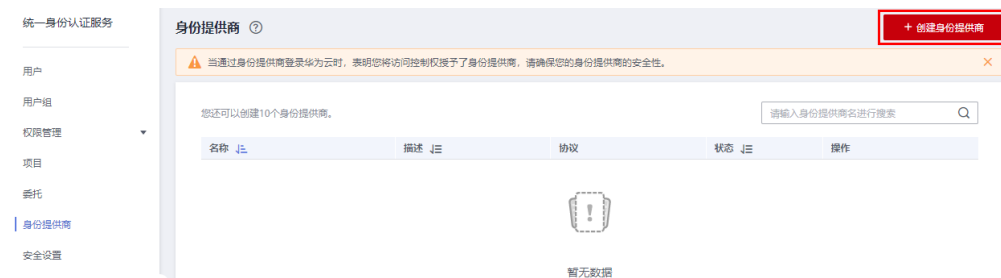 统一身份认证服务
用户
用户组
权限管理
项目
委托
身份提供商
安全设置
身份提供商
+ 创建身份提供商
当通过身份提供商登录华为云时，表明您将访问控制权授予了身份提供商，请确保您的身份提供商的安全性。
您还可以创建10个身份提供商。
请输入身份提供商名进行搜索
名称 描述 协议 状态 操作
暂无数据